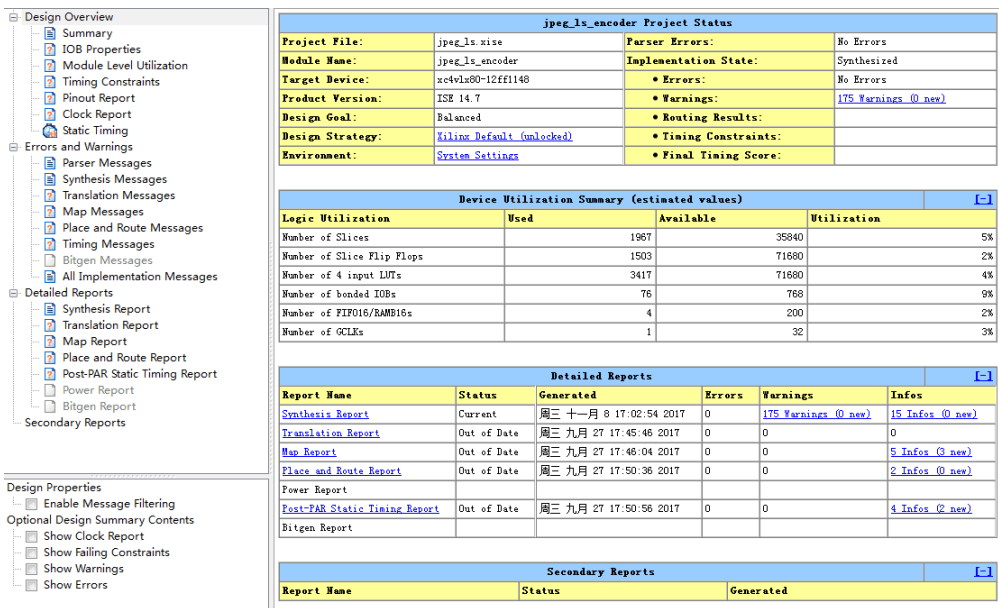 Design Overview
Summary
IOB Properties
Module Level Utilization
Timing Constraints
Pinout Report
Clock Report
Static Timing
Errors and Warnings
Parser Messages
Synthesis Messages
Translation Messages
Map Messages
Place and Route Messages
Timing Messages
Bitgen Messages
All Implementation Messages
Detailed Reports
Synthesis Report
Translation Report
Map Report
Place and Route Report
Post-PAR Static Timing Report
Power Report
Bitgen Report
Secondary Reports
Design Properties
Enable Message Filtering
Optional Design Summary Contents
Show Clock Report
Show Failing Constraints
Show Warnings
Show Errors
jpeg_ls_encoder Project Status
Project File: jpeg_ls.xise Parser Errors: No Errors
Module Name: jpeg_ls_encoder Implementation State: Synthesized
Target Device: xc4vlx80-12ff1148 • Errors: No Errors
Product Version: ISE 14.7 • Warnings: 175 Warnings (0 new)
Design Goal: Balanced • Routing Results:
Design Strategy: Xilinx Default (unlocked) • Timing Constraints:
Environment: System Settings • Final Timing Score:
Device Utilization Summary (estimated values) [-]
Logic Utilization Used Available Utilization
Number of Slices 1967 35840 5%
Number of Slice Flip Flops 1503 71680 2%
Number of 4 input LUTs 3417 71680 4%
Number of bonded IOBs 76 768 9%
Number of FIFO16/RAMB16s 4 200 2%
Number of GCLKs 1 32 3%
Detailed Reports [-]
Report Name Status Generated Errors Warnings Infos
Synthesis Report Current 周三 十一月 8 17:02:54 2017 0 175 Warnings (0 new) 15 Infos (0 new)
Translation Report Out of Date 周三 九月 27 17:45:46 2017 0 0 0
Map Report Out of Date 周三 九月 27 17:46:04 2017 0 0 5 Infos (3 new)
Place and Route Report Out of Date 周三 九月 27 17:50:36 2017 0 0 2 Infos (0 new)
Power Report
Post-PAR Static Timing Report Out of Date 周三 九月 27 17:50:56 2017 0 0 4 Infos (2 new)
Bitgen Report
Secondary Reports [-]
Report Name Status Generated